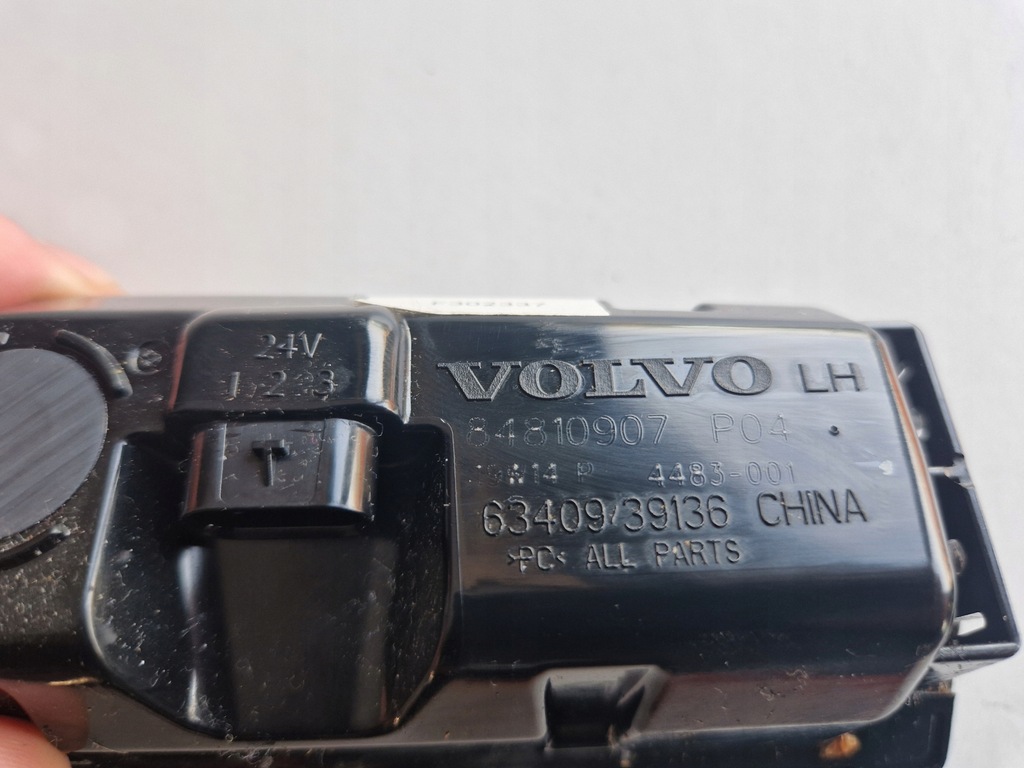 24V
1 2 3
VOLVO LH
84810907 P04
4483-001
63409/39136 CHINA
>PC< ALL PARTS